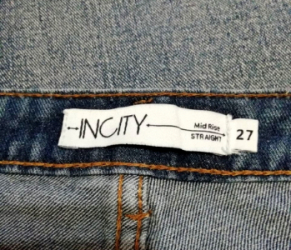 INCITY
Mid Rise
STRAIGHT
27